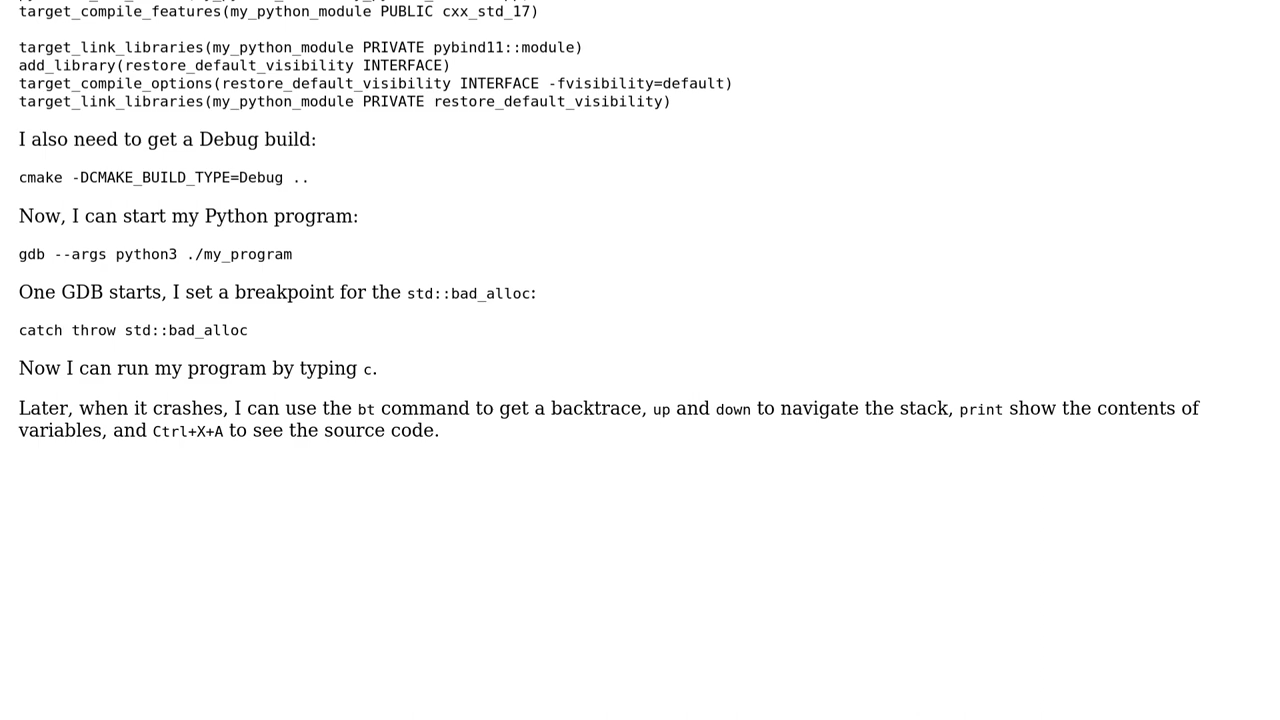 target_compile_features(my_python_module PUBLIC cxx_std_17)
target_link_libraries(my_python_module PRIVATE pybind11::module)
add_library(restore_default_visibility INTERFACE)
target_compile_options(restore_default_visibility INTERFACE -fvisibility=default)
target_link_libraries(my_python_module PRIVATE restore_default_visibility)
I also need to get a Debug build:
cmake -DCMAKE_BUILD_TYPE=Debug ..
Now, I can start my Python program:
gdb --args python3 ./my_program
One GDB starts, I set a breakpoint for the std::bad_alloc:
catch throw std::bad_alloc
Now I can run my program by typing c.
Later, when it crashes, I can use the bt command to get a backtrace, up and down to navigate the stack, print show the contents of
variables, and Ctrl+X+A to see the source code.